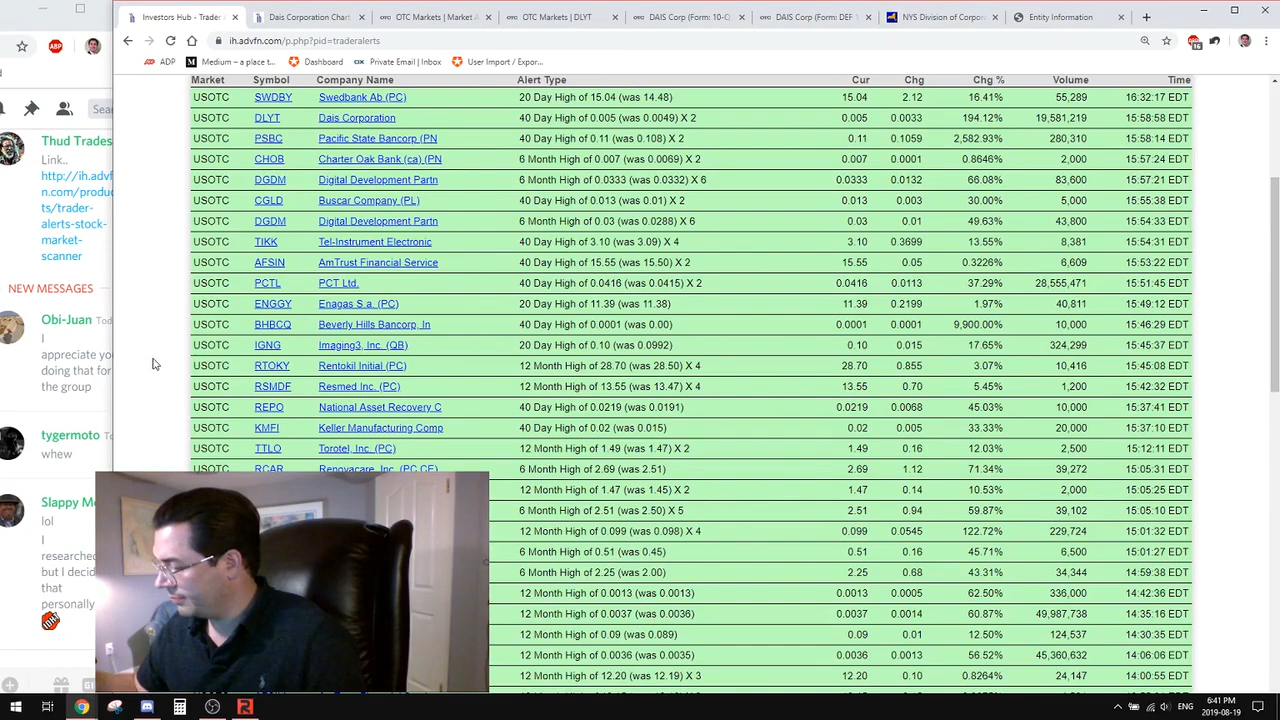 Investors Hub - Trader
Dais Corporation Chart
OTC Markets | Market A
OTC Markets | DLYT
DAIS Corp (Form: 10-Q
DAIS Corp (Form: DEF 1
NYS Division of Corpor
Entity Information
ih.advfn.com/p.php?pid=traderalerts
ADP
Medium – a place t...
Dashboard
Private Email | Inbox
User Import / Expor...
Sear
Thud Trades
Link..
http://ih.adv
n.com/produc
ts/trader-
alerts-stock-
market-
scanner
NEW MESSAGES
Obi-Juan Tod
I
appreciate you
doing that for
the group
tygermoto
whew
Slappy M
lol
I
researched
but I decid
that
personally
Market Symbol Company Name Alert Type Cur Chg Chg % Volume Time
USOTC SWDBY Swedbank Ab (PC) 20 Day High of 15.04 (was 14.48) 15.04 2.12 16.41% 55,289 16:32:17 EDT
USOTC DLYT Dais Corporation 40 Day High of 0.005 (was 0.0049) X 2 0.005 0.0033 194.12% 19,581,219 15:58:58 EDT
USOTC PSBC Pacific State Bancorp (PN 40 Day High of 0.11 (was 0.108) X 2 0.11 0.1059 2,582.93% 280,310 15:58:14 EDT
USOTC CHOB Charter Oak Bank (ca) (PN 6 Month High of 0.007 (was 0.0069) X 2 0.007 0.0001 0.8646% 2,000 15:57:24 EDT
USOTC DGDM Digital Development Partn 6 Month High of 0.0333 (was 0.0332) X 6 0.0333 0.0132 66.08% 83,600 15:57:21 EDT
USOTC CGLD Buscar Company (PL) 40 Day High of 0.013 (was 0.01) X 2 0.013 0.003 30.00% 5,000 15:55:38 EDT
USOTC DGDM Digital Development Partn 6 Month High of 0.03 (was 0.0288) X 6 0.03 0.01 49.63% 43,800 15:54:33 EDT
USOTC TIKK Tel-Instrument Electronic 40 Day High of 3.10 (was 3.09) X 4 3.10 0.3699 13.55% 8,381 15:54:31 EDT
USOTC AFSIN AmTrust Financial Service 40 Day High of 15.55 (was 15.50) X 2 15.55 0.05 0.3226% 6,609 15:53:22 EDT
USOTC PCTL PCT Ltd. 40 Day High of 0.0416 (was 0.0415) X 2 0.0416 0.0113 37.29% 28,555,471 15:51:45 EDT
USOTC ENGGY Enagas S.a. (PC) 20 Day High of 11.39 (was 11.38) 11.39 0.2199 1.97% 40,811 15:49:12 EDT
USOTC BHBCQ Beverly Hills Bancorp, In 40 Day High of 0.0001 (was 0.00) 0.0001 0.0001 9,900.00% 10,000 15:46:29 EDT
USOTC IGNG Imaging3, Inc. (QB) 20 Day High of 0.10 (was 0.0992) 0.10 0.015 17.65% 324,299 15:45:37 EDT
USOTC RTOKY Rentokil Initial (PC) 12 Month High of 28.70 (was 28.50) X 4 28.70 0.855 3.07% 10,416 15:45:08 EDT
USOTC RSMDF Resmed Inc. (PC) 12 Month High of 13.55 (was 13.47) X 4 13.55 0.70 5.45% 1,200 15:42:32 EDT
USOTC REPO National Asset Recovery C 40 Day High of 0.0219 (was 0.0191) 0.0219 0.0068 45.03% 10,000 15:37:41 EDT
USOTC KMFI Keller Manufacturing Comp 40 Day High of 0.02 (was 0.015) 0.02 0.005 33.33% 20,000 15:37:10 EDT
USOTC TTLO Torotel, Inc. (PC) 12 Month High of 1.49 (was 1.47) X 2 1.49 0.16 12.03% 2,500 15:12:11 EDT
USOTC RCAR Renovacare, Inc. (PC CE) 6 Month High of 2.69 (was 2.51) 2.69 1.12 71.34% 39,272 15:05:31 EDT
12 Month High of 1.47 (was 1.45) X 2 1.47 0.14 10.53% 2,000 15:05:25 EDT
6 Month High of 2.51 (was 2.50) X 5 2.51 0.94 59.87% 39,102 15:05:10 EDT
12 Month High of 0.099 (was 0.098) X 4 0.099 0.0545 122.72% 229,724 15:01:32 EDT
6 Month High of 0.51 (was 0.45) 0.51 0.16 45.71% 6,500 15:01:27 EDT
6 Month High of 2.25 (was 2.00) 2.25 0.68 43.31% 34,344 14:59:38 EDT
12 Month High of 0.0013 (was 0.0013) 0.0013 0.0005 62.50% 336,000 14:42:36 EDT
12 Month High of 0.0037 (was 0.0036) 0.0037 0.0014 60.87% 49,987,738 14:35:16 EDT
12 Month High of 0.09 (was 0.089) 0.09 0.01 12.50% 124,537 14:30:35 EDT
12 Month High of 0.0036 (was 0.0035) 0.0036 0.0013 56.52% 45,360,632 14:06:06 EDT
12 Month High of 12.20 (was 12.19) X 3 12.20 0.10 0.8264% 24,147 14:00:55 EDT
ENG
6:41 PM
2019-08-19